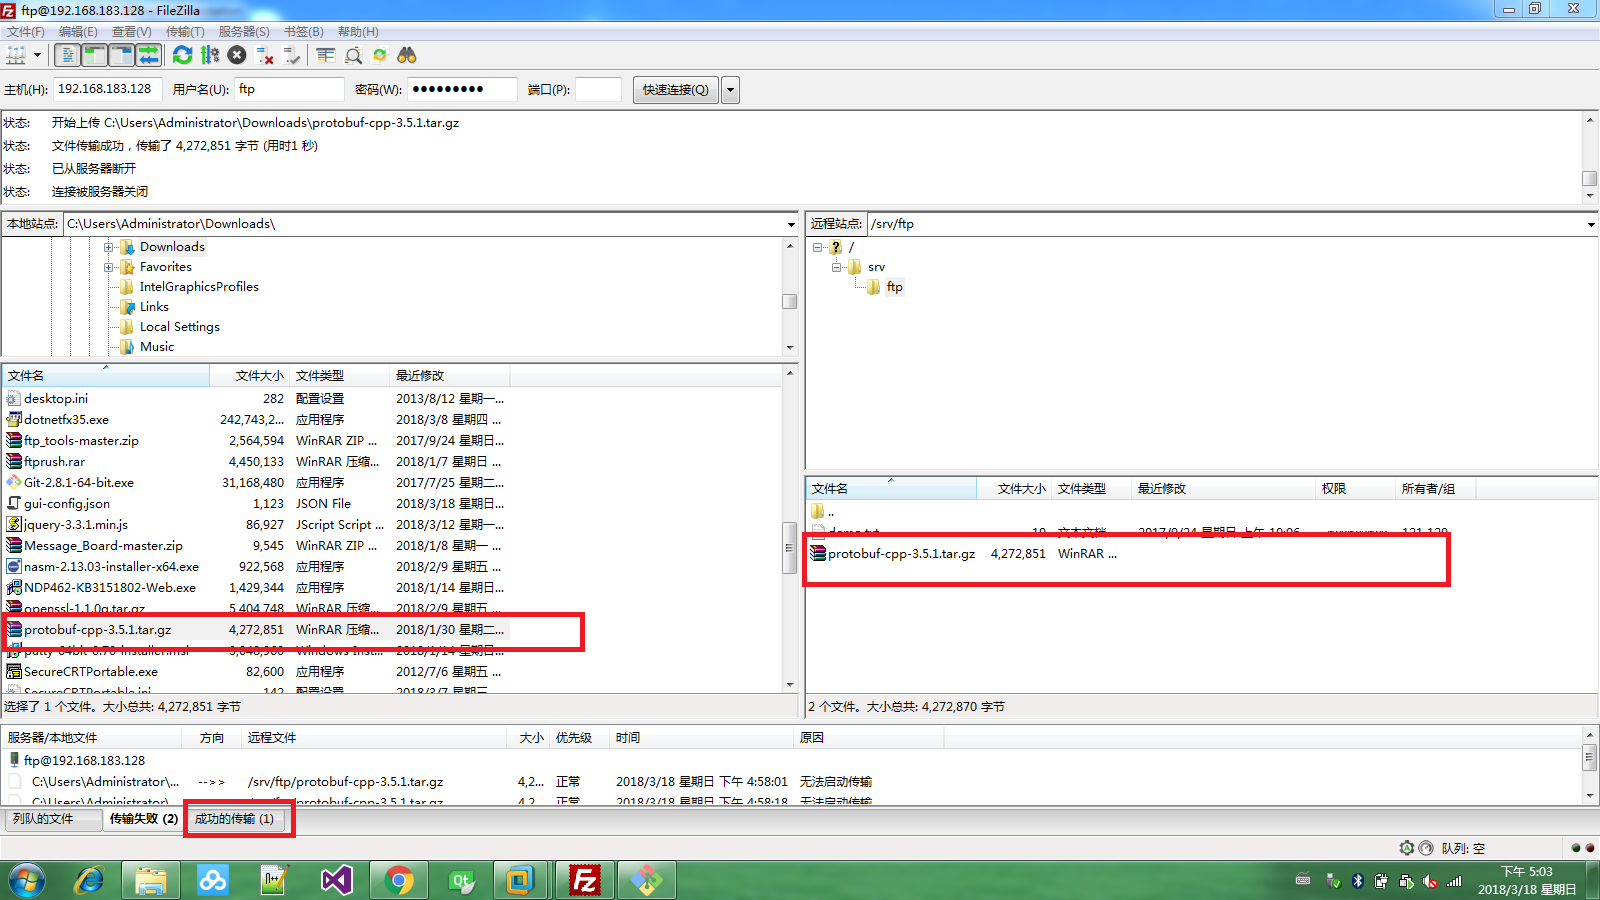 ftp@192.168.183.128 - FileZilla
文件(F) 编辑(E) 查看(V) 传输(T) 服务器(S) 书签(B) 帮助(H)
主机(H): 192.168.183.128 用户名(U): ftp 密码(W): ●●●●●●●●● 端口(P): 快速连接(Q)
状态: 开始上传 C:\Users\Administrator\Downloads\protobuf-cpp-3.5.1.tar.gz
状态: 文件传输成功，传输了 4,272,851 字节 (用时1 秒)
状态: 已从服务器断开
状态: 连接被服务器关闭
本地站点: C:\Users\Administrator\Downloads\
Downloads
Favorites
IntelGraphicsProfiles
Links
Local Settings
Music
文件名 文件大小 文件类型 最近修改
desktop.ini 282 配置设置 2013/8/12 星期一...
dotnetfx35.exe 242,743,2... 应用程序 2018/3/8 星期四 ...
ftp_tools-master.zip 2,564,594 WinRAR ZIP ... 2017/9/24 星期日...
ftprush.rar 4,450,133 WinRAR 压缩... 2018/1/7 星期日 ...
Git-2.8.1-64-bit.exe 31,168,480 应用程序 2017/7/25 星期二...
gui-config.json 1,123 JSON File 2018/3/18 星期日...
jquery-3.3.1.min.js 86,927 JScript Script ... 2018/3/12 星期一...
Message_Board-master.zip 9,545 WinRAR ZIP ... 2018/1/8 星期一 ...
nasm-2.13.03-installer-x64.exe 922,568 应用程序 2018/2/9 星期五 ...
NDP462-KB3151802-Web.exe 1,429,344 应用程序 2018/1/14 星期日...
openssl-1.1.0g.tar.gz 5,404,748 WinRAR 压缩... 2018/2/9 星期五 ...
protobuf-cpp-3.5.1.tar.gz 4,272,851 WinRAR 压缩... 2018/1/30 星期二...
putty-64bit-0.70-installer.msi Windows Inst... 2018/1/14 星期日...
SecureCRTPortable.exe 82,600 应用程序 2012/7/6 星期五 ...
SecureCRTPortable.ini 142 配置设置 2018/3/7 星期三
选择了 1 个文件。大小总共: 4,272,851 字节
远程站点: /srv/ftp
/
srv
ftp
文件名 文件大小 文件类型 最近修改 权限 所有者/组
..
demo.txt 19 文本文档 2017/9/24 星期日 上午 10:06
protobuf-cpp-3.5.1.tar.gz 4,272,851 WinRAR ...
2 个文件。大小总共: 4,272,870 字节
服务器/本地文件 方向 远程文件 大小 优先级 时间 原因
ftp@192.168.183.128
C:\Users\Administrator\... -->> /srv/ftp/protobuf-cpp-3.5.1.tar.gz 4,2... 正常 2018/3/18 星期日 下午 4:58:01 无法启动传输
C:\Users\Administrator\... /srv/ftp/protobuf-cpp-3.5.1.tar.gz 4,2... 正常 2018/3/18 星期日 下午 4:58:18 无法启动传输
列队的文件 传输失败 (2) 成功的传输 (1)
队列: 空
下午 5:03
2018/3/18 星期日